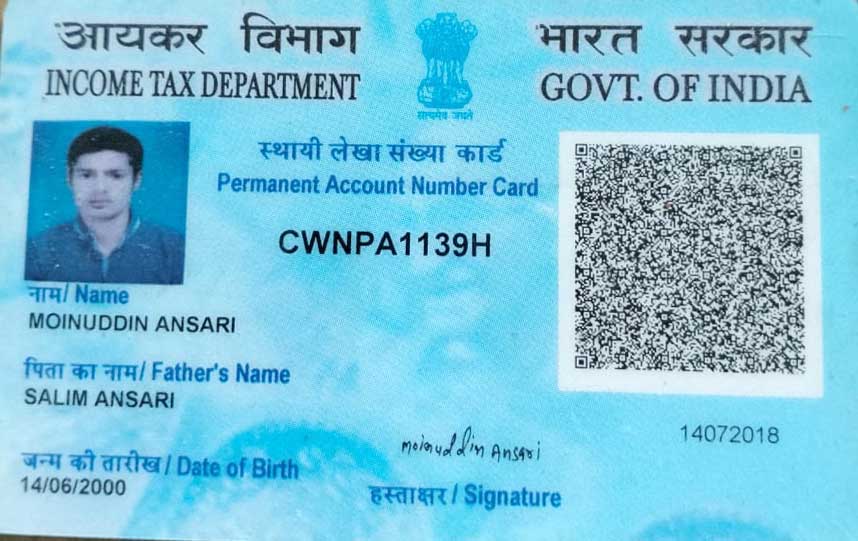 आयकर विभाग
INCOME TAX DEPARTMENT
भारत सरकार
GOVT. OF INDIA
सत्यमेव जयते
स्थायी लेखा संख्या कार्ड
Permanent Account Number Card
CWNPA1139H
नाम/ Name
MOINUDDIN ANSARI
पिता का नाम/ Father's Name
SALIM ANSARI
जन्म की तारीख/ Date of Birth
14/06/2000
moinuddin Ansari
हस्ताक्षर/ Signature
14072018